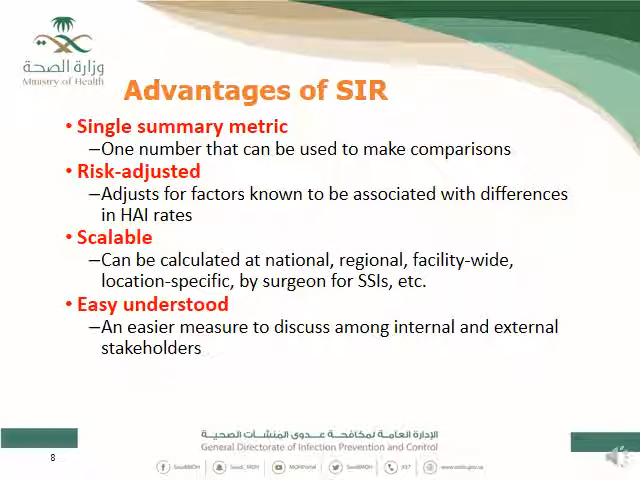 وزارة الصحة
Ministry of Health
Advantages of SIR
• Single summary metric
–One number that can be used to make comparisons
• Risk-adjusted
–Adjusts for factors known to be associated with differences
in HAI rates
• Scalable
–Can be calculated at national, regional, facility-wide,
location-specific, by surgeon for SSIs, etc.
• Easy understood
–An easier measure to discuss among internal and external
stakeholders
الإدارة العامة لمكافحة عدوى المنشآت الصحية
General Directorate of Infection Prevention and Control
SaudiMOH Saudi_MOH MOHPortal SaudiMOH 937 www.moh.gov.sa
8